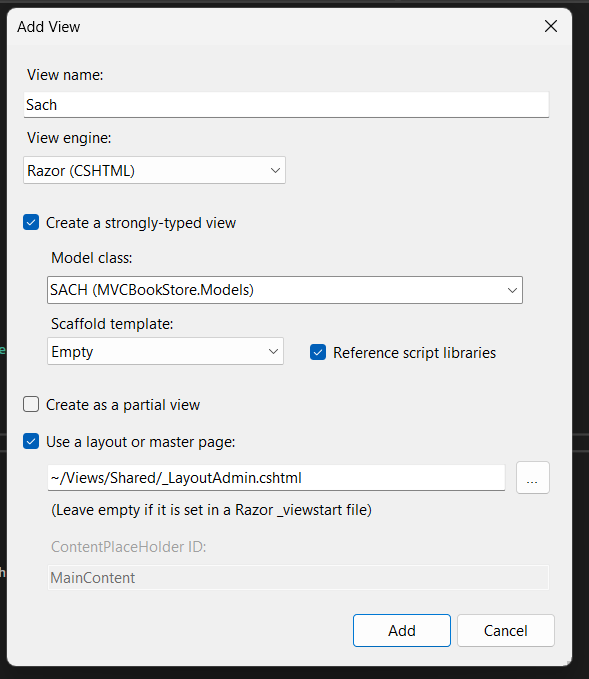 Add View
View name:
Sach
View engine:
Razor (CSHTML)
Create a strongly-typed view
Model class:
SACH (MVCBookStore.Models)
Scaffold template:
Empty
Reference script libraries
Create as a partial view
Use a layout or master page:
~/Views/Shared/_LayoutAdmin.cshtml
...
(Leave empty if it is set in a Razor _viewstart file)
ContentPlaceHolder ID:
MainContent
Add
Cancel